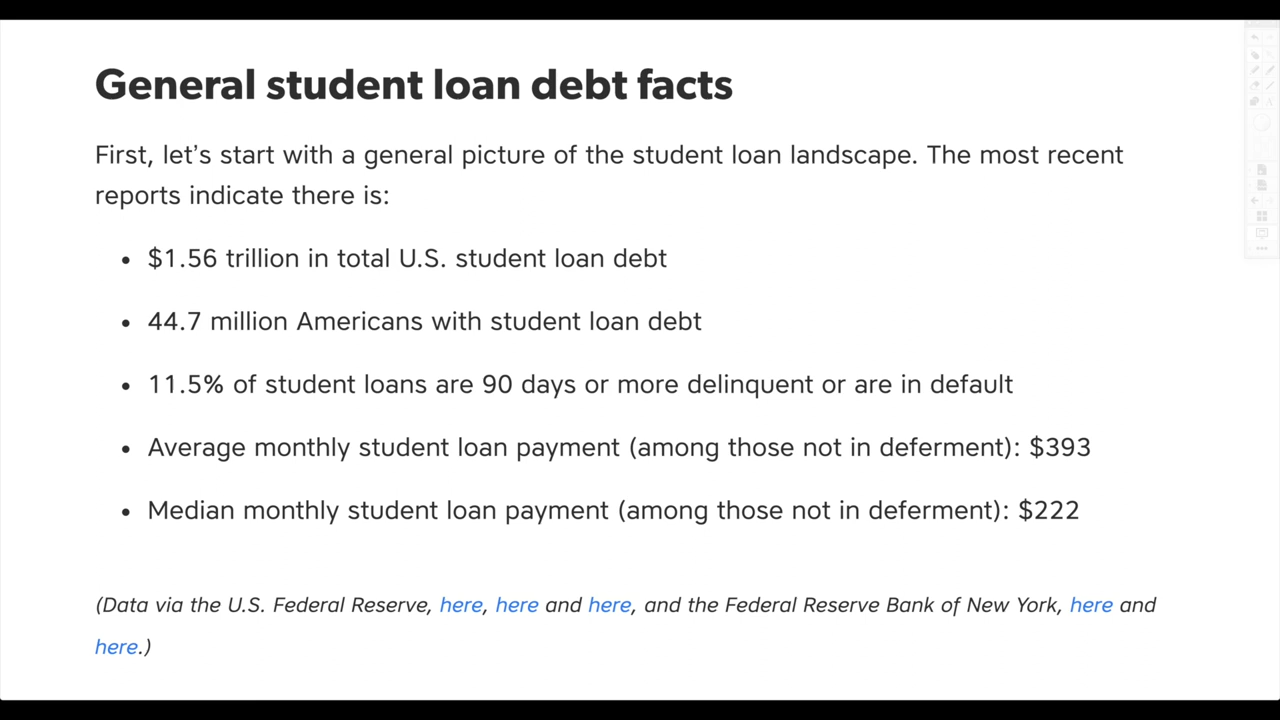 General student loan debt facts
First, let’s start with a general picture of the student loan landscape. The most recent
reports indicate there is:
• $1.56 trillion in total U.S. student loan debt
• 44.7 million Americans with student loan debt
• 11.5% of student loans are 90 days or more delinquent or are in default
• Average monthly student loan payment (among those not in deferment): $393
• Median monthly student loan payment (among those not in deferment): $222
(Data via the U.S. Federal Reserve, here, here and here, and the Federal Reserve Bank of New York, here and
here.)